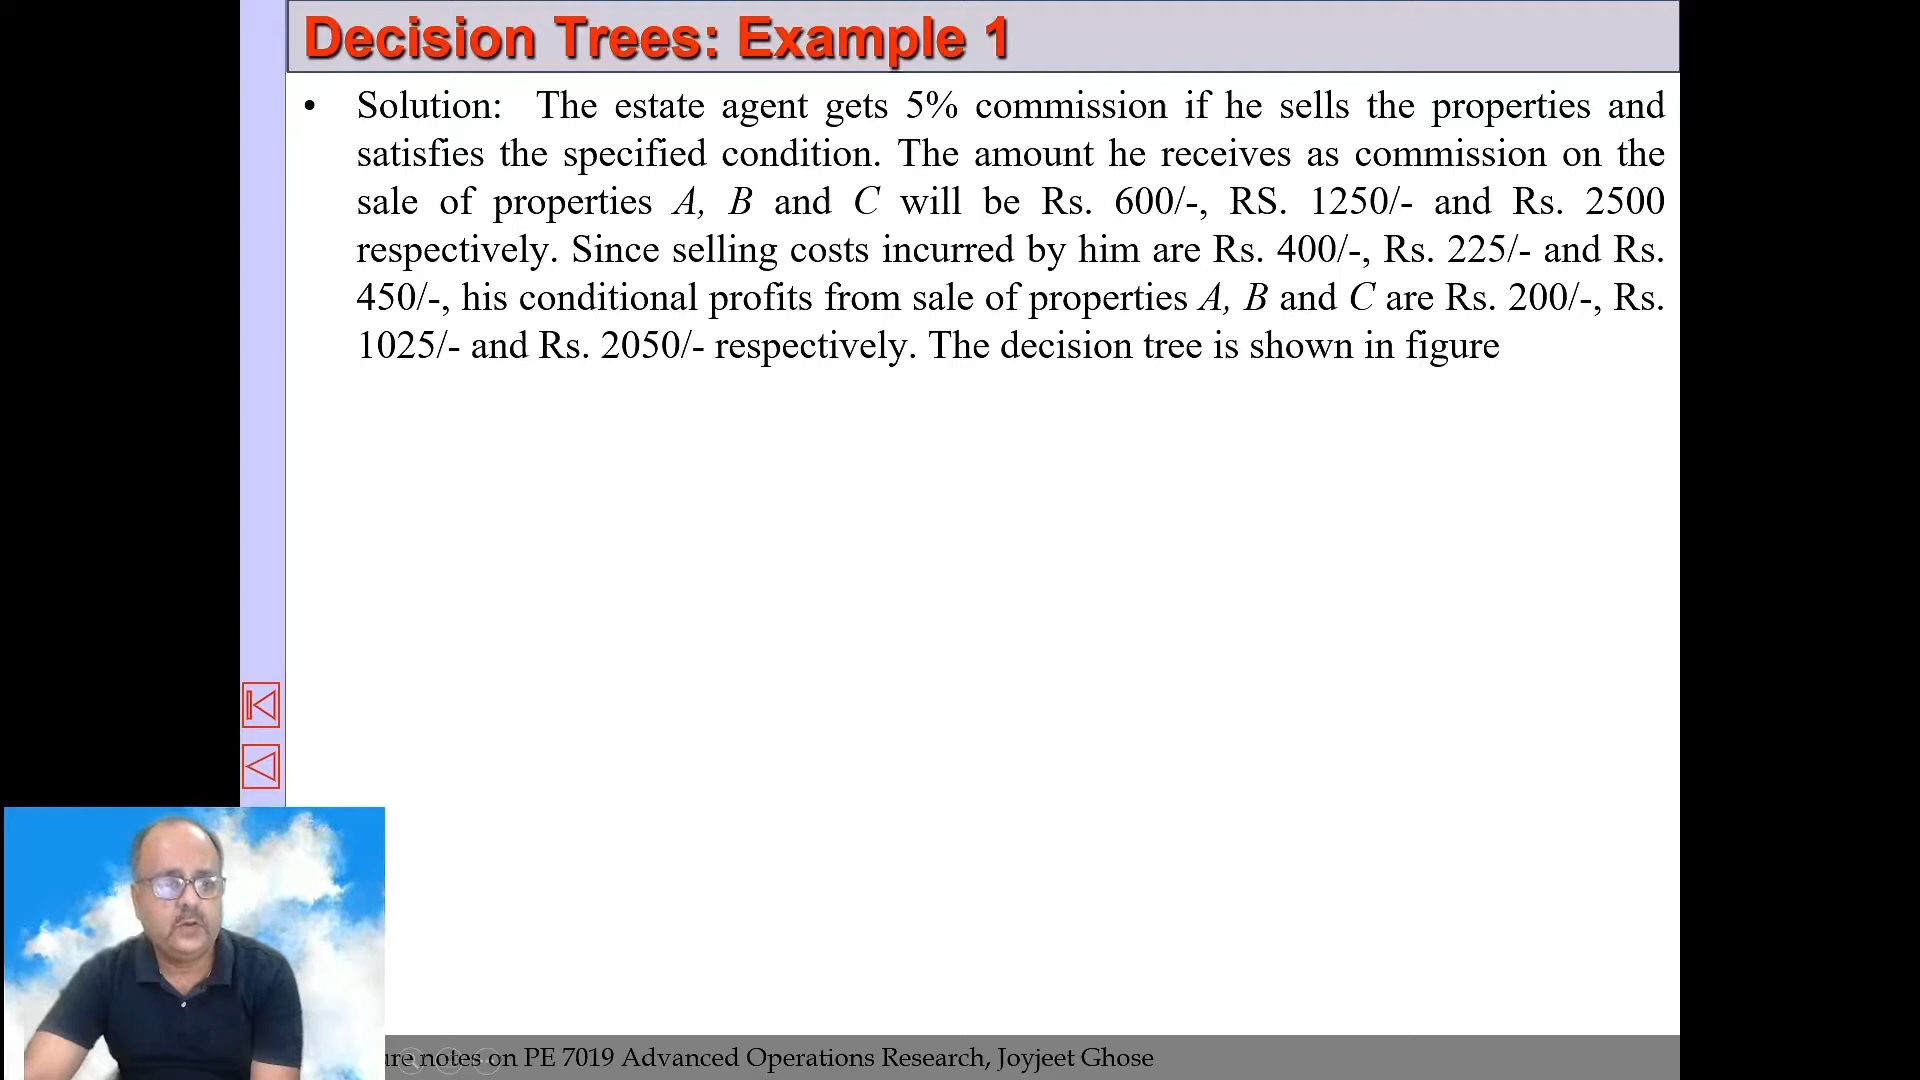 Decision Trees: Example 1
• Solution: The estate agent gets 5% commission if he sells the properties and
satisfies the specified condition. The amount he receives as commission on the
sale of properties A, B and C will be Rs. 600/-, RS. 1250/- and Rs. 2500
respectively. Since selling costs incurred by him are Rs. 400/-, Rs. 225/- and Rs.
450/-, his conditional profits from sale of properties A, B and C are Rs. 200/-, Rs.
1025/- and Rs. 2050/- respectively. The decision tree is shown in figure
notes on PE 7019 Advanced Operations Research, Joyjeet Ghose